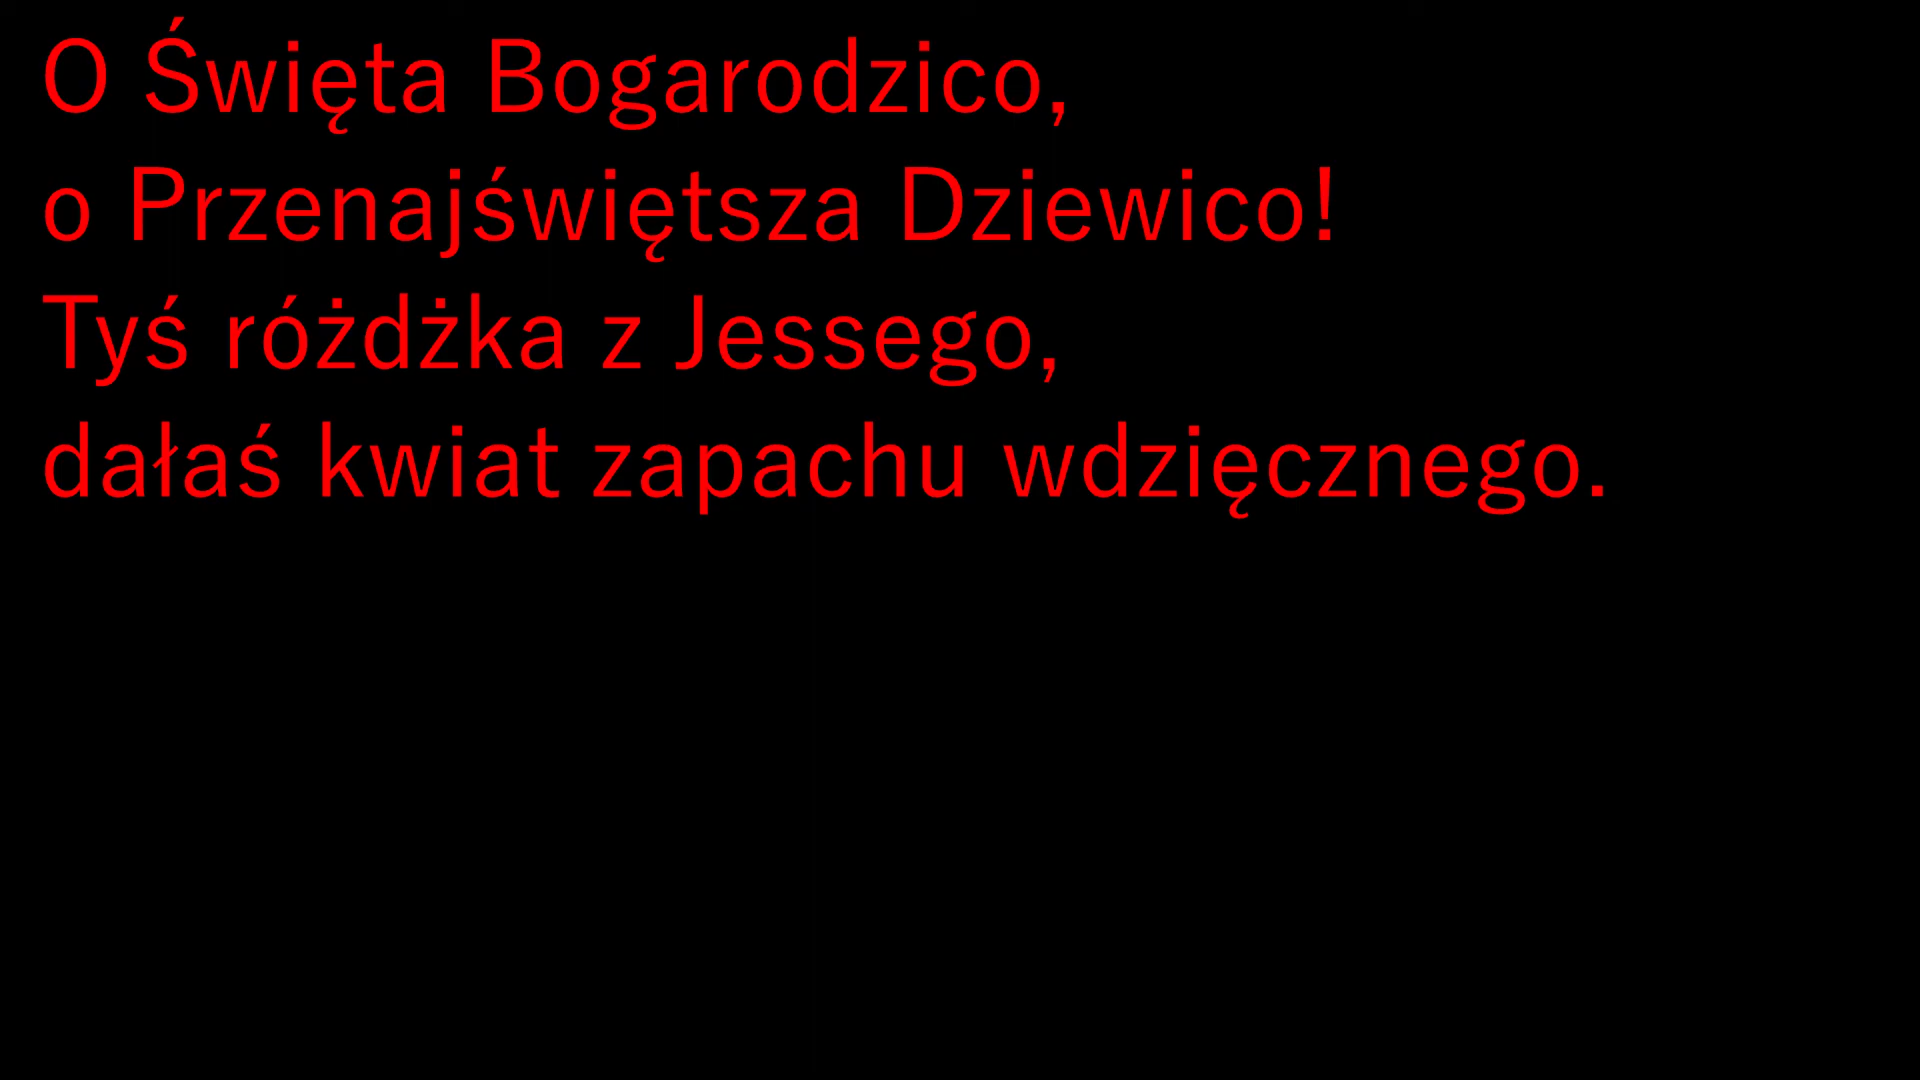 O Święta Bogarodzico,
o Przenajświętsza Dziewico!
Tyś różdżka z Jessego,
dałaś kwiat zapachu wdzięcznego.